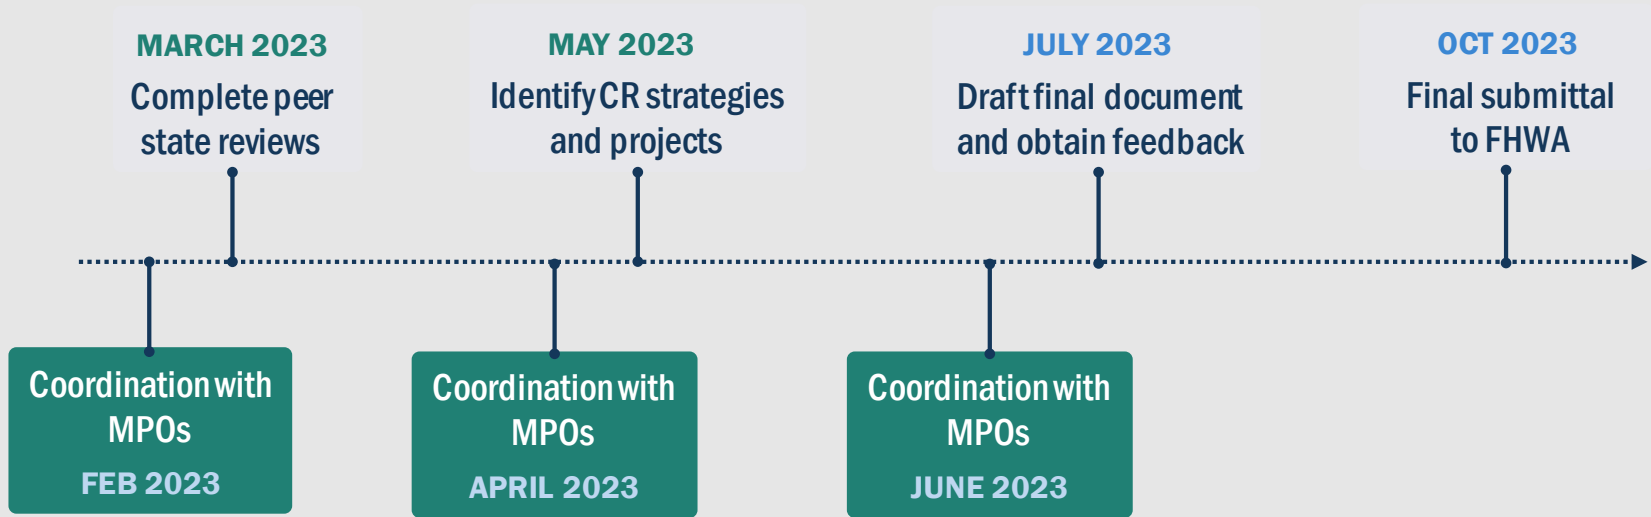 MARCH 2023
Complete peer
state reviews
MAY 2023
Identify CR strategies
and projects
JULY 2023
Draft final document
and obtain feedback
OCT 2023
Final submittal
to FHWA
Coordination with
MPOs
FEB 2023
Coordination with
MPOs
APRIL 2023
Coordination with
MPOs
JUNE 2023